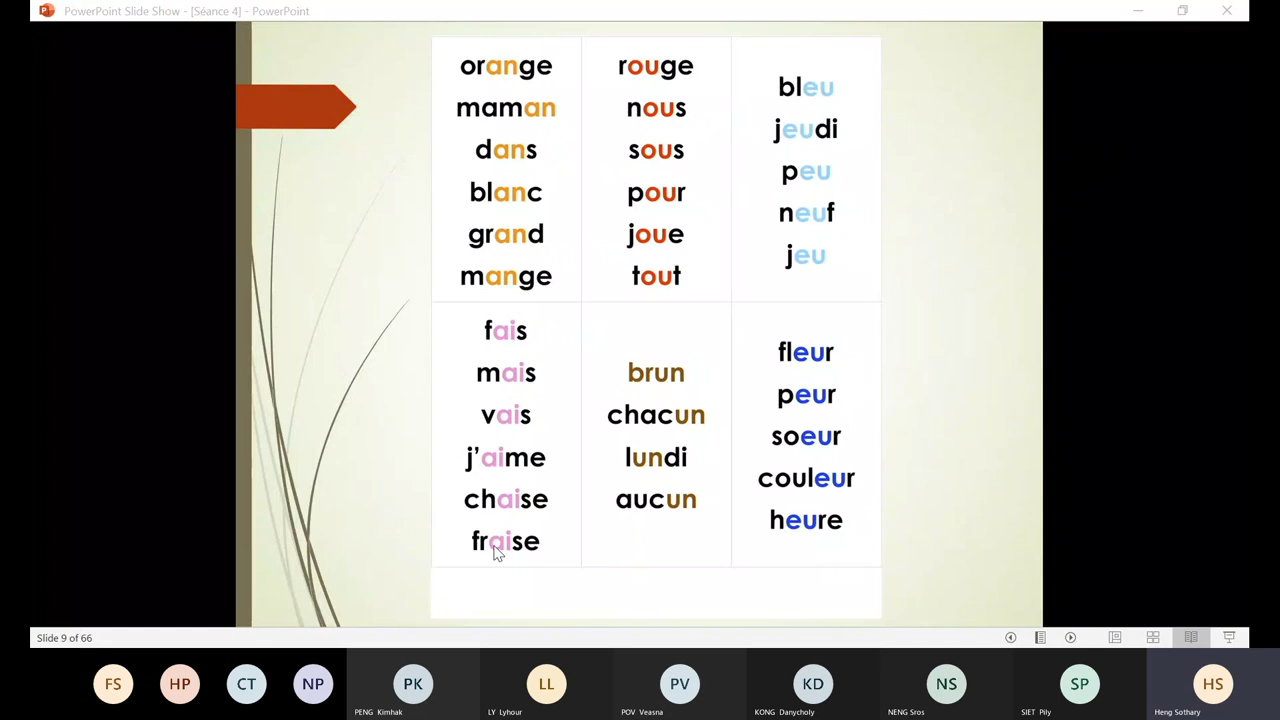 PowerPoint Slide Show - [Séance 4] - PowerPoint
orange
maman
dans
blanc
grand
mange
rouge
nous
sous
pour
joue
tout
bleu
jeudi
peu
neuf
jeu
fais
mais
vais
j'aime
chaise
fraise
brun
chacun
lundi
aucun
fleur
peur
soeur
couleur
heure
Slide 9 of 66
FS
HP
CT
NP
PK
LL
PV
KD
NS
SP
HS
PENG Kimhak
LY Lyhour
POV Veasna
KONG Danycholy
NENG Sros
SIET Pily
Heng Sothary